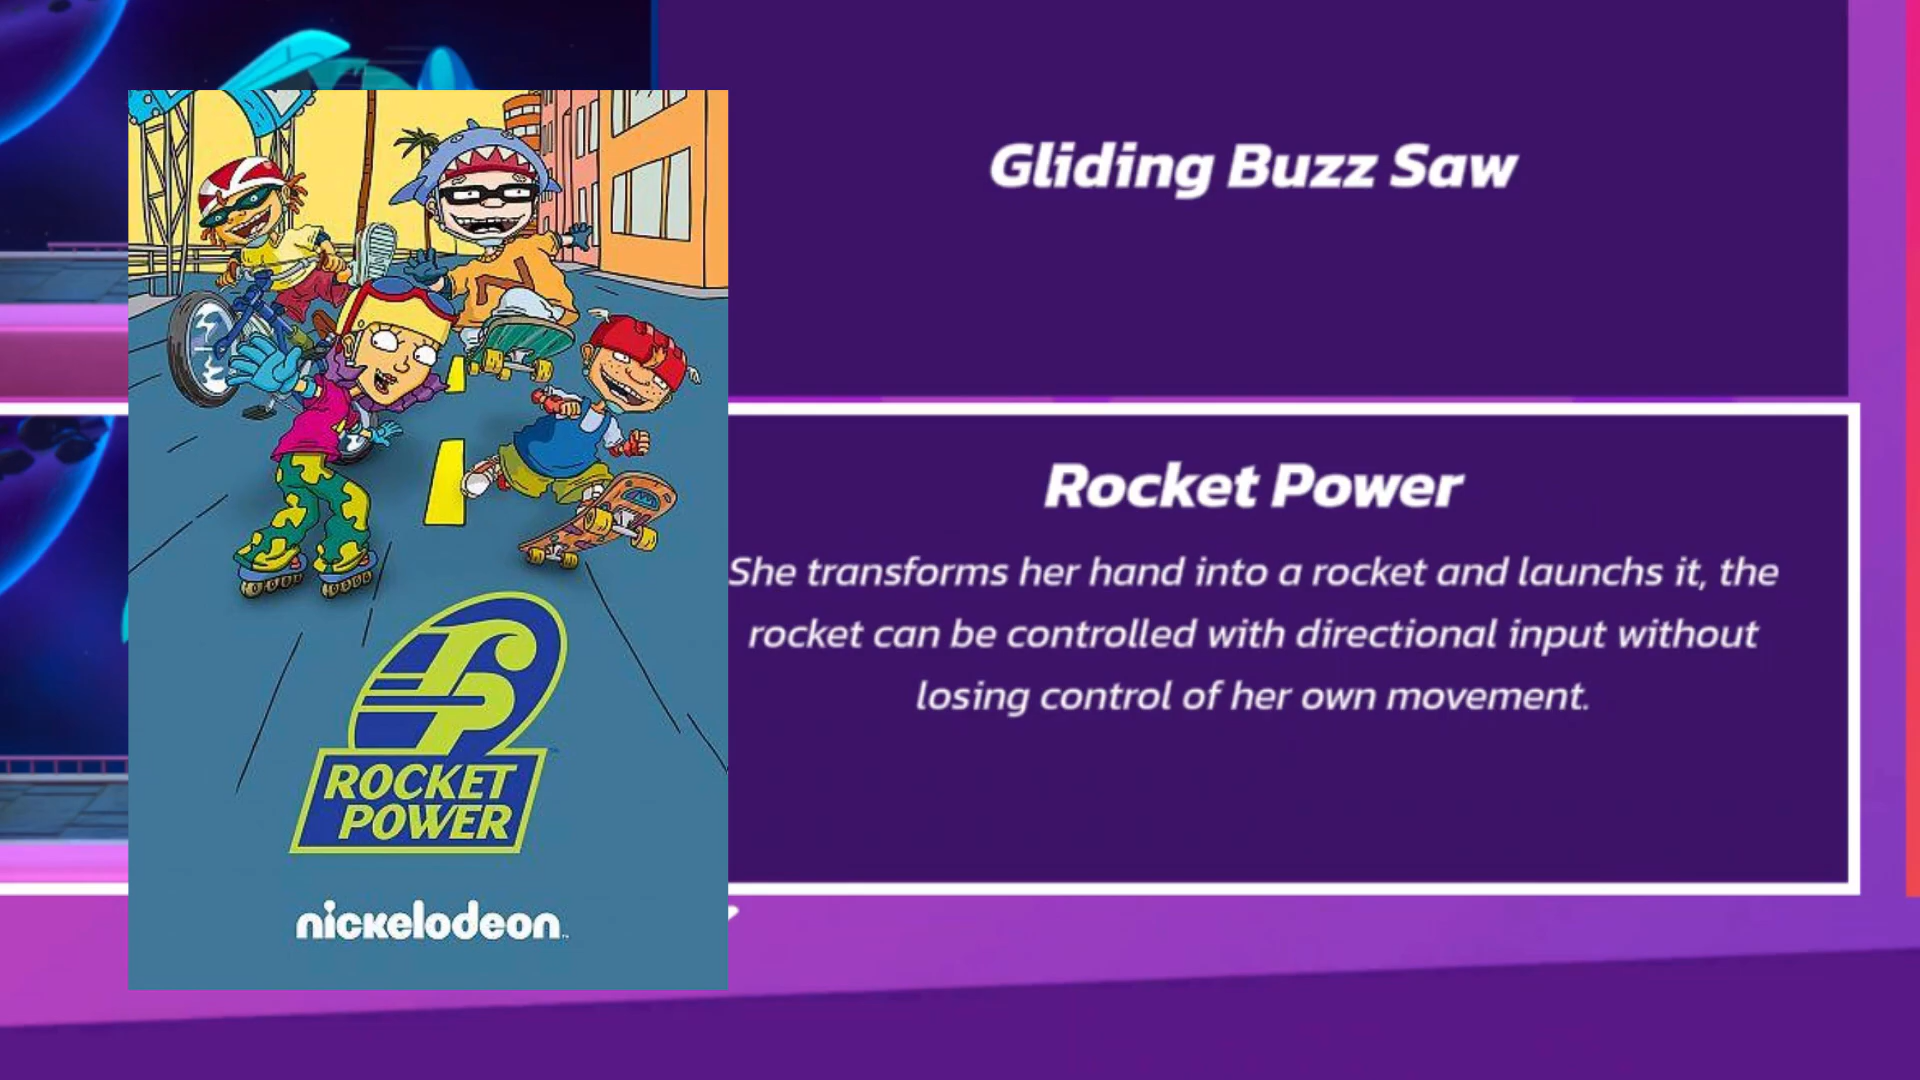 Gliding Buzz Saw
Rocket Power
She transforms her hand into a rocket and launchs it, the
rocket can be controlled with directional input without
losing control of her own movement.
ROCKET
POWER
nickelodeon